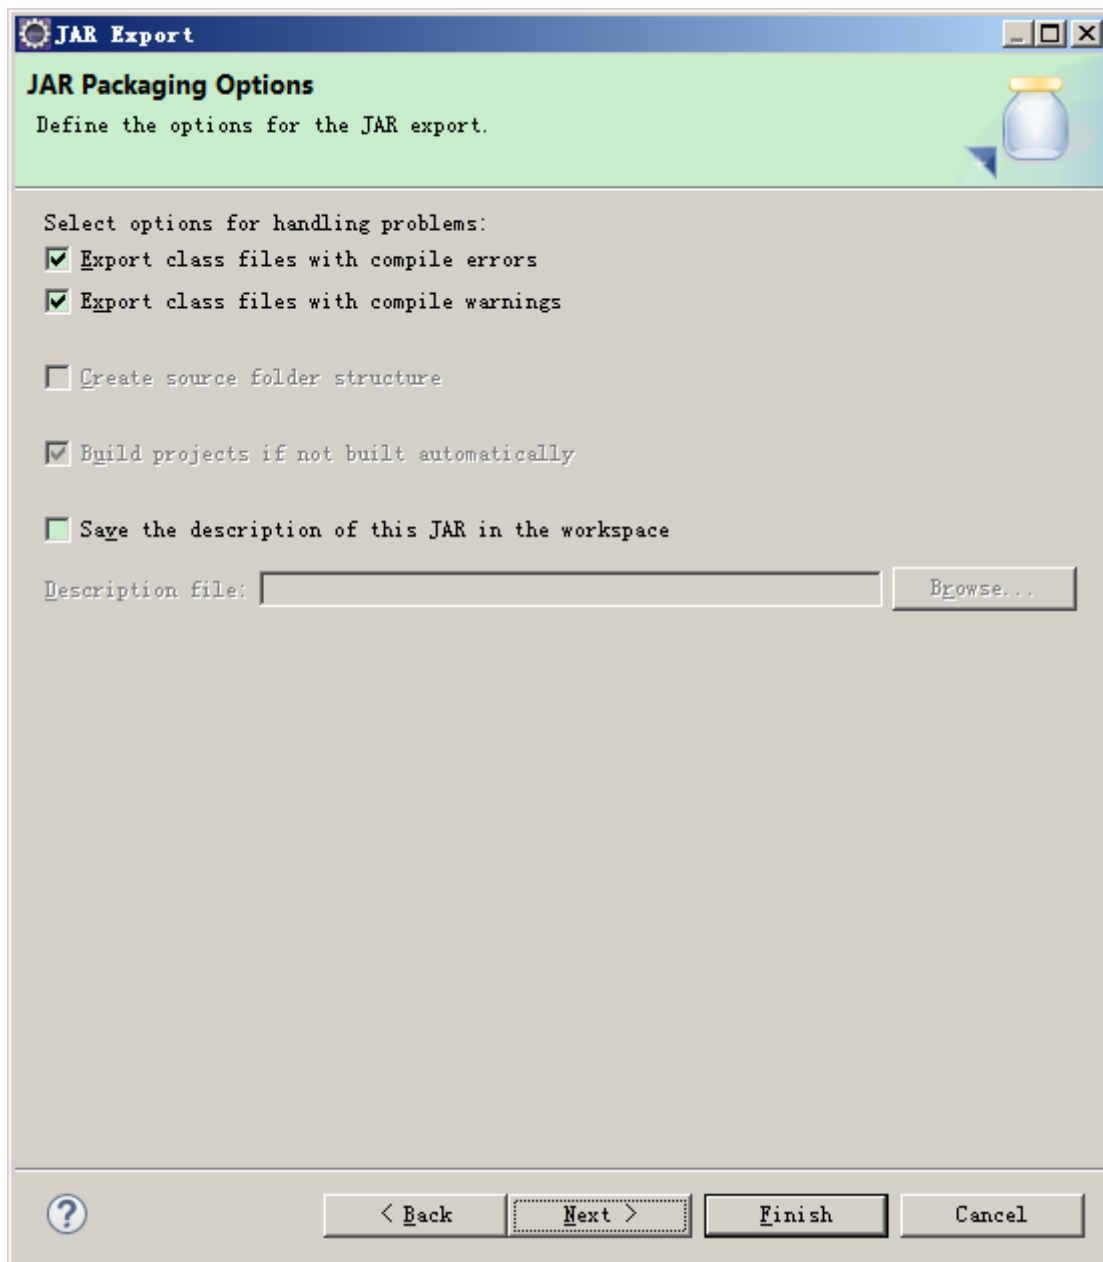 JAR Export
JAR Packaging Options
Define the options for the JAR export.
Select options for handling problems:
Export class files with compile errors
Export class files with compile warnings
Create source folder structure
Build projects if not built automatically
Save the description of this JAR in the workspace
Description file: Browse...
< Back Next > Finish Cancel